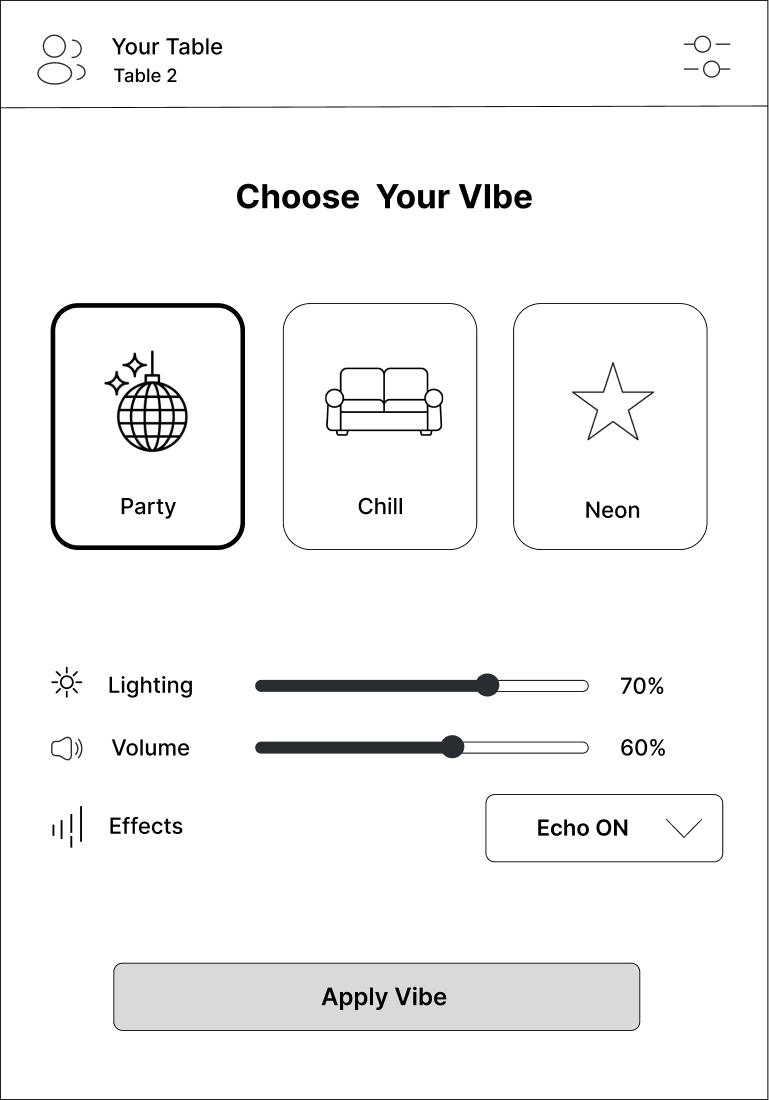 Your Table
Table 2
Choose Your VIbe
Party
Chill
Neon
Lighting
70%
Volume
60%
Effects
Echo ON
Apply Vibe